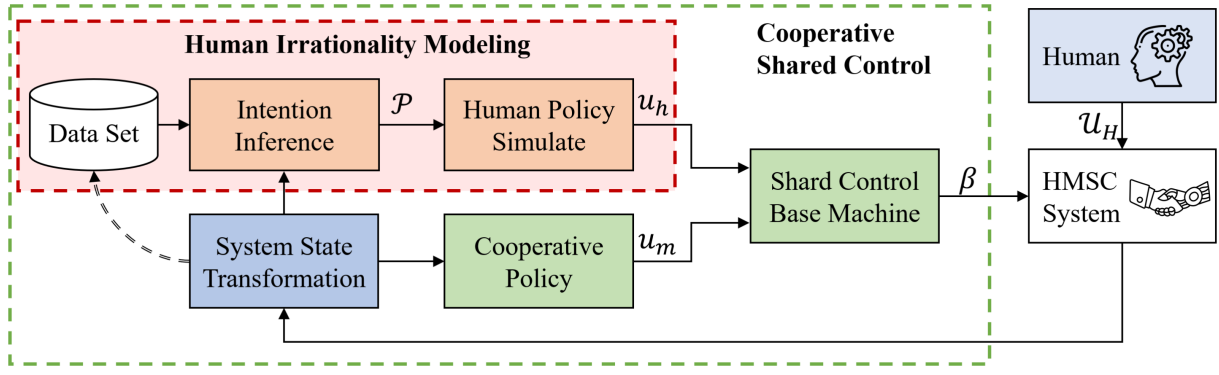 Human Irrationality Modeling
Cooperative
Shared Control
Human
Data Set
Intention
Inference
𝒫
Human Policy
Simulate
u_h
𝒰_H
Shard Control
Base Machine
β
HMSC
System
System State
Transformation
Cooperative
Policy
u_m